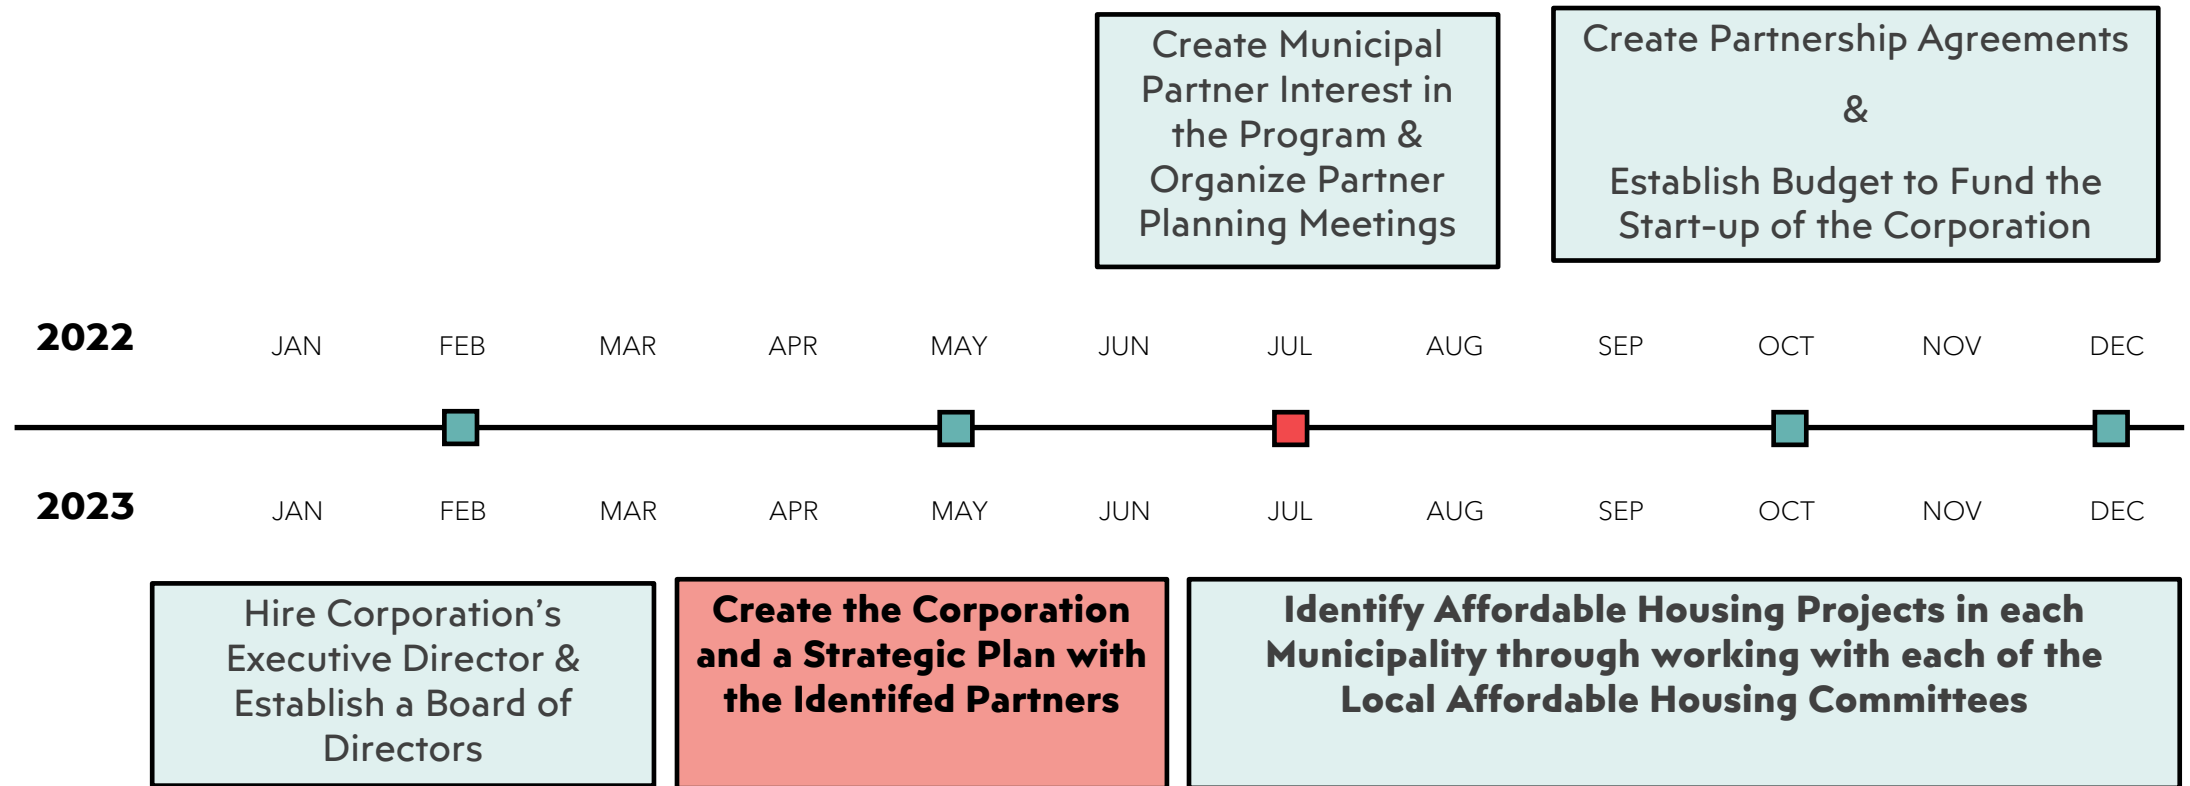 Create Municipal
Partner Interest in
the Program &
Organize Partner
Planning Meetings
Create Partnership Agreements
&
Establish Budget to Fund the
Start-up of the Corporation
2022 JAN FEB MAR APR MAY JUN JUL AUG SEP OCT NOV DEC
2023 JAN FEB MAR APR MAY JUN JUL AUG SEP OCT NOV DEC
Hire Corporation’s
Executive Director &
Establish a Board of
Directors
Create the Corporation
and a Strategic Plan with
the Identifed Partners
Identify Affordable Housing Projects in each
Municipality through working with each of the
Local Affordable Housing Committees